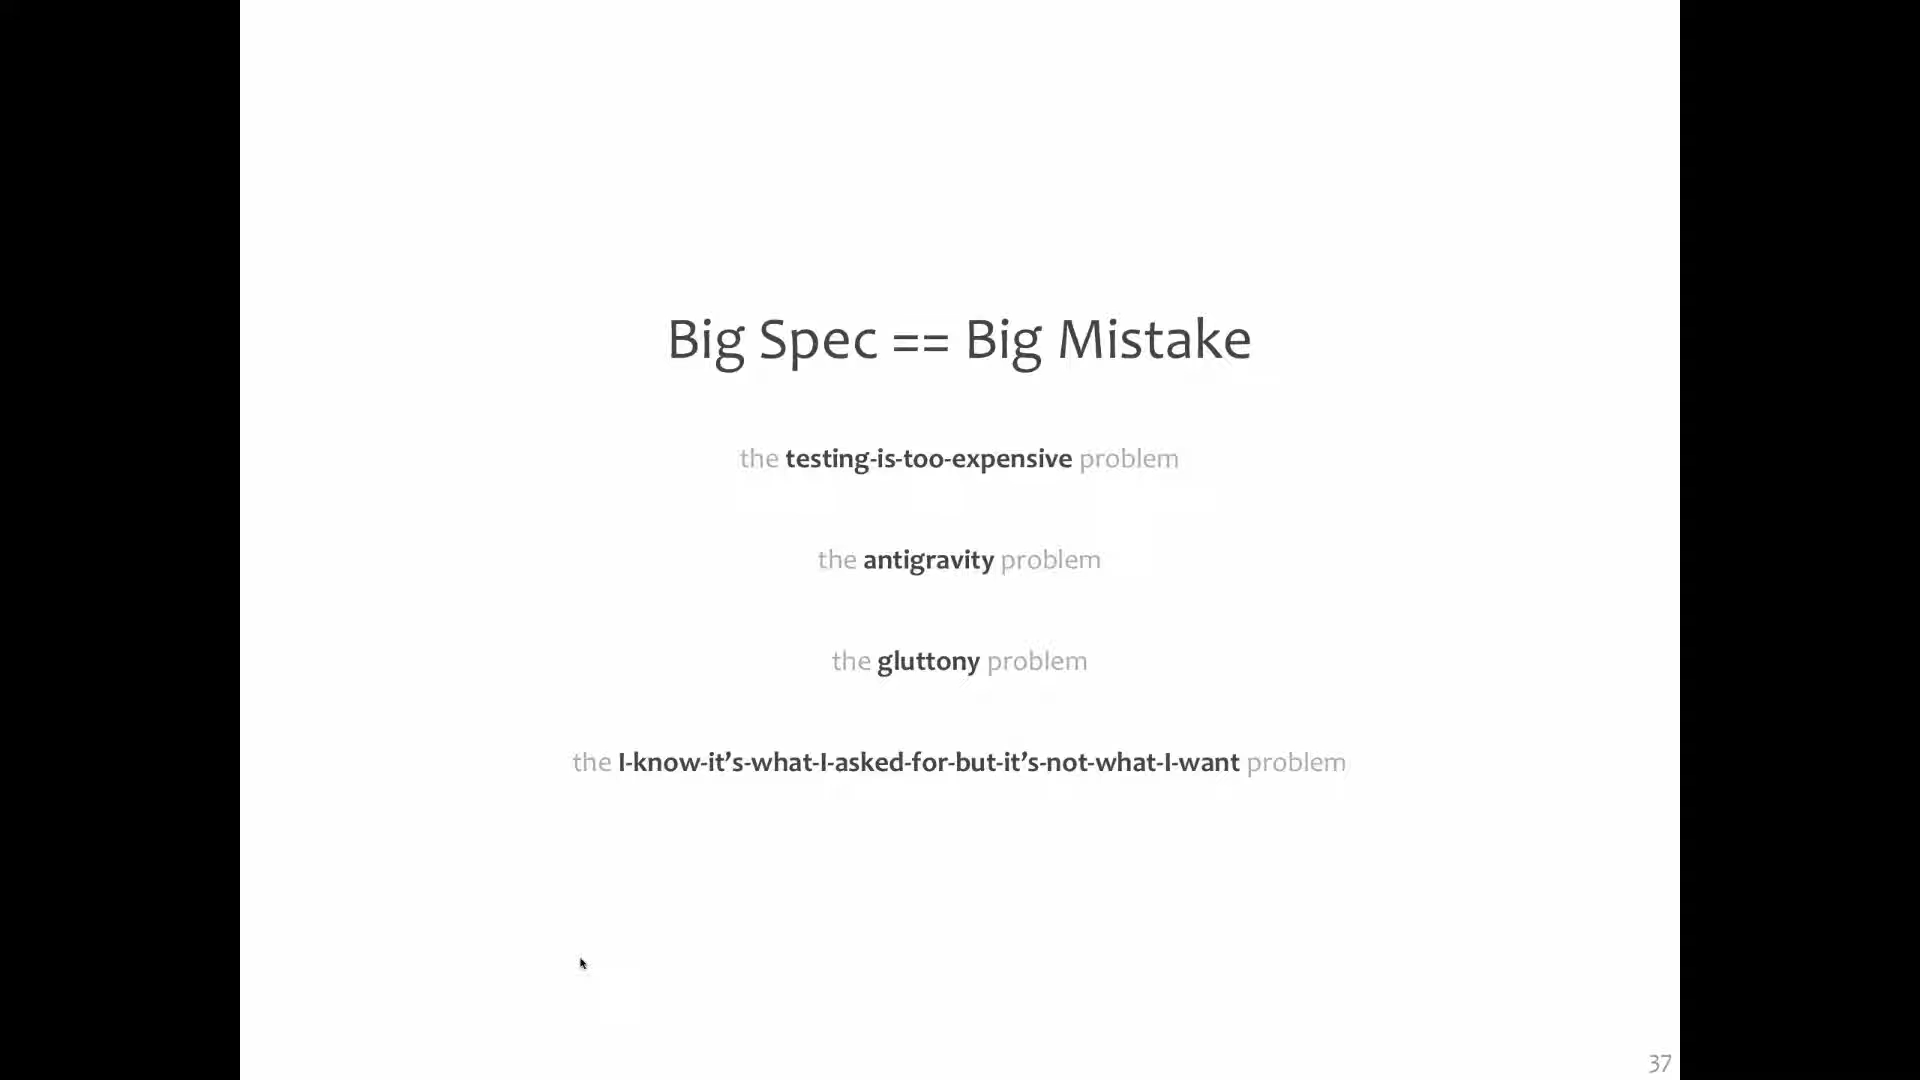 Big Spec == Big Mistake
the testing-is-too-expensive problem
the antigravity problem
the gluttony problem
the I-know-it’s-what-I-asked-for-but-it’s-not-what-I-want problem
37